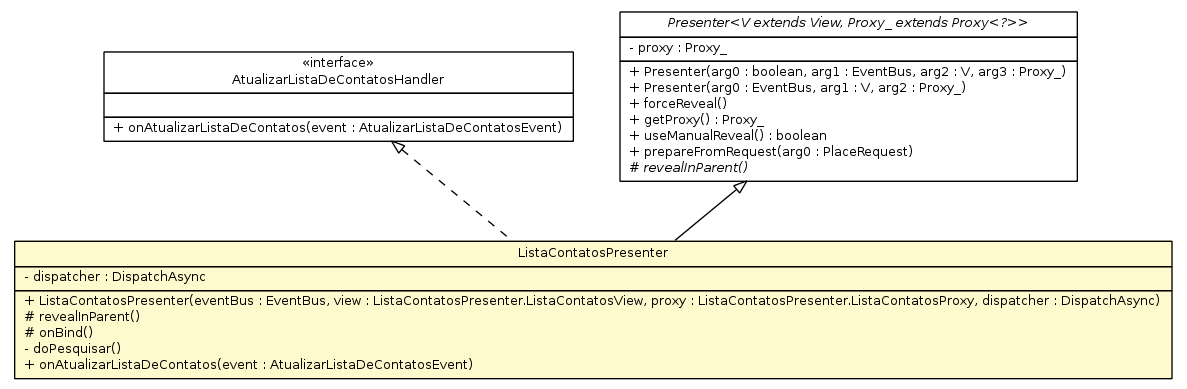 Presenter<V extends View, Proxy_ extends Proxy<?>>
- proxy : Proxy_
+ Presenter(arg0 : boolean, arg1 : EventBus, arg2 : V, arg3 : Proxy_)
+ Presenter(arg0 : EventBus, arg1 : V, arg2 : Proxy_)
+ forceReveal()
+ getProxy() : Proxy_
+ useManualReveal() : boolean
+ prepareFromRequest(arg0 : PlaceRequest)
# revealInParent()
«interface»
AtualizarListaDeContatosHandler
+ onAtualizarListaDeContatos(event : AtualizarListaDeContatosEvent)
ListaContatosPresenter
- dispatcher : DispatchAsync
+ ListaContatosPresenter(eventBus : EventBus, view : ListaContatosPresenter.ListaContatosView, proxy : ListaContatosPresenter.ListaContatosProxy, dispatcher : DispatchAsync)
# revealInParent()
# onBind()
- doPesquisar()
+ onAtualizarListaDeContatos(event : AtualizarListaDeContatosEvent)